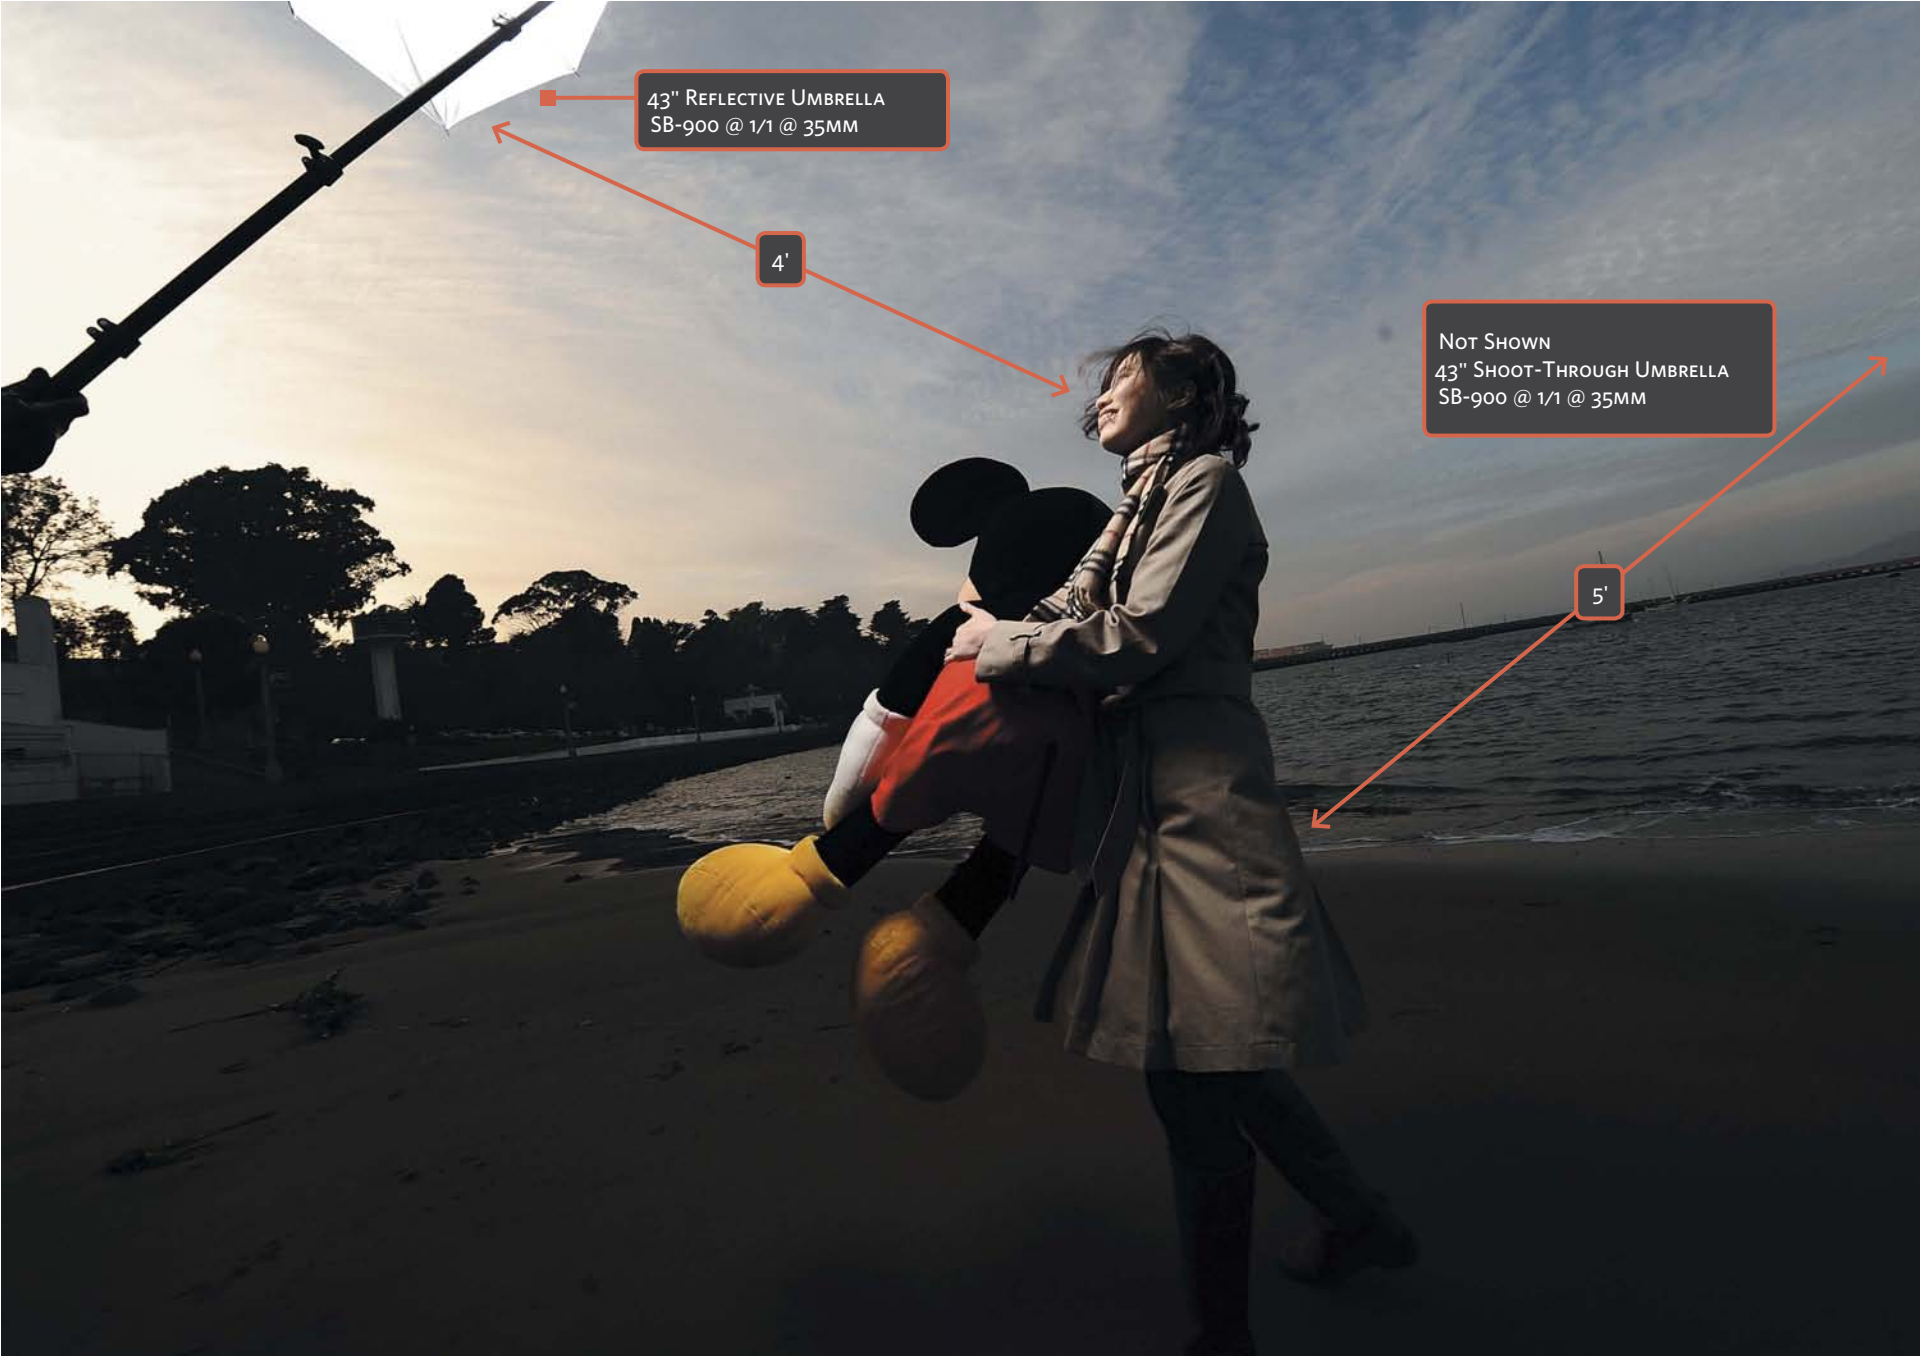 43" Reflective Umbrella
SB-900 @ 1/1 @ 35mm
4'
Not Shown
43" Shoot-Through Umbrella
SB-900 @ 1/1 @ 35mm
5'